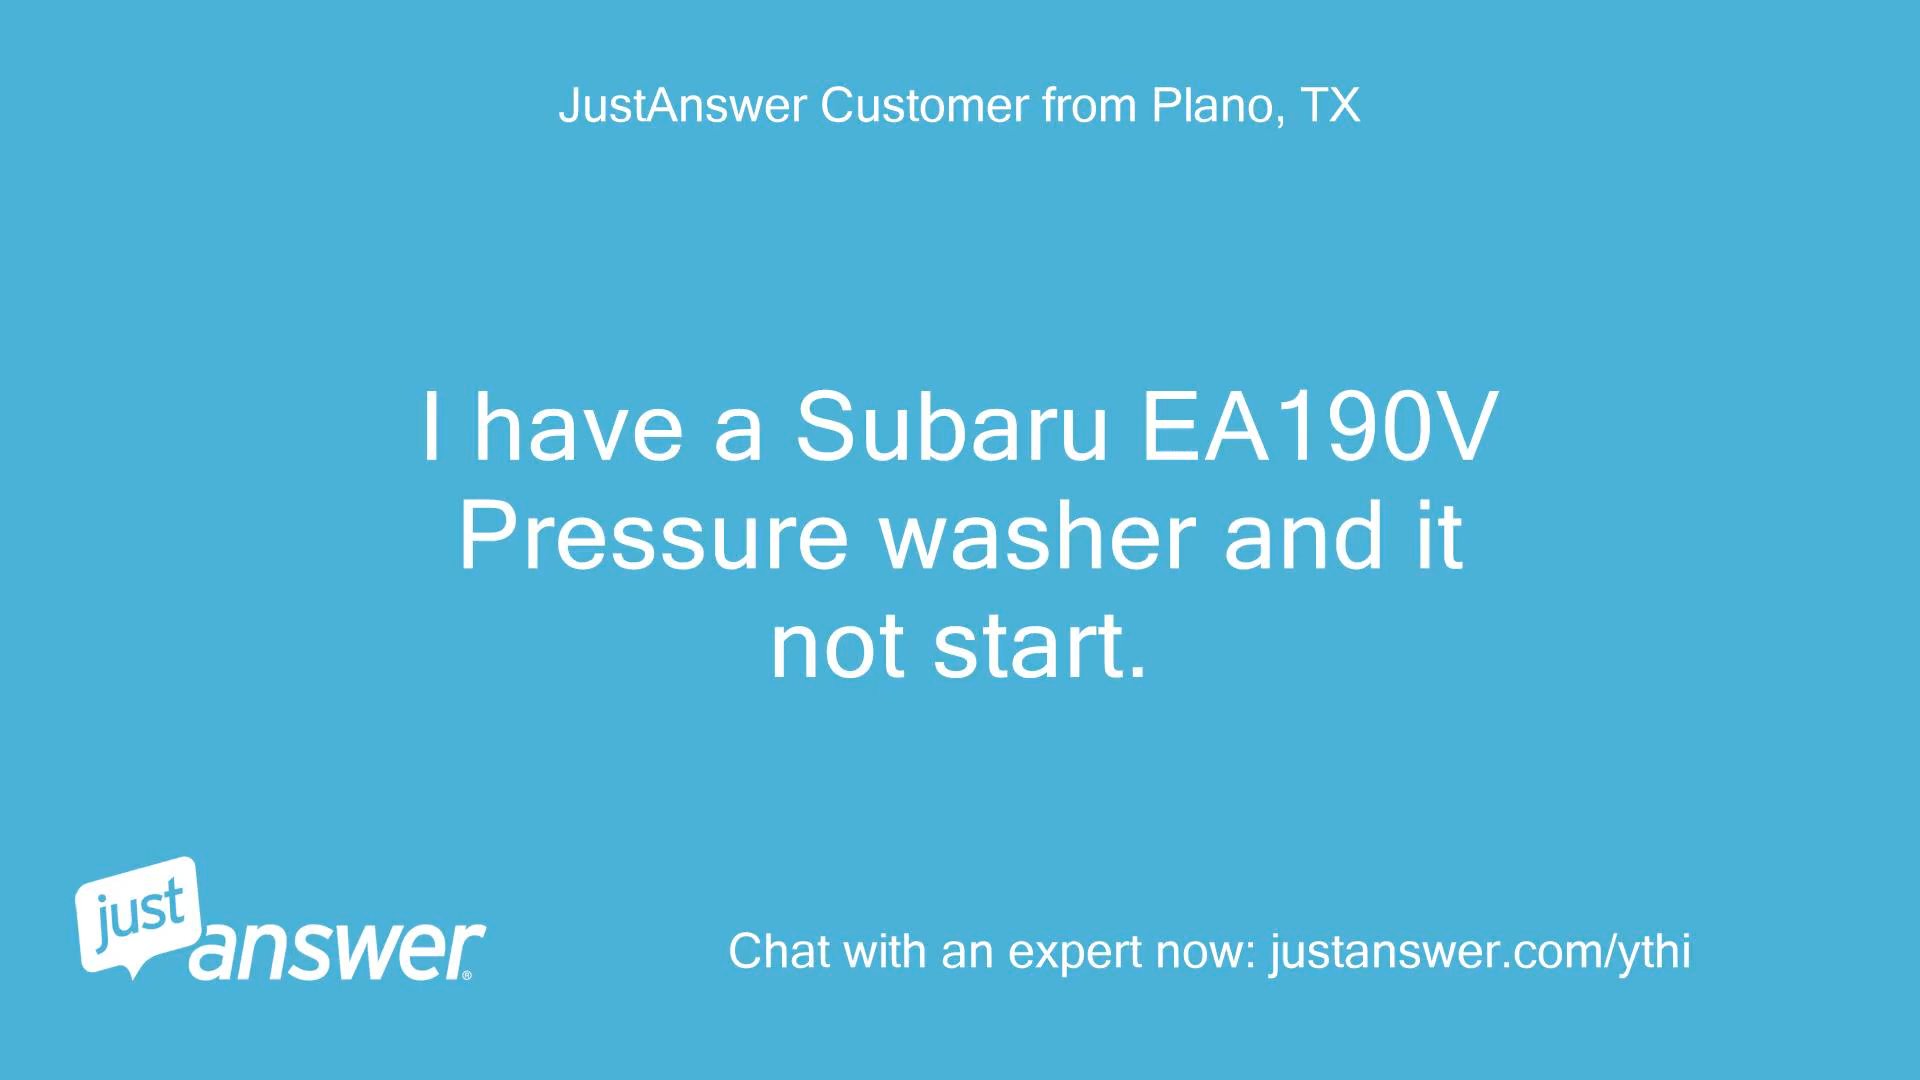 JustAnswer Customer from Plano, TX
I have a Subaru EA190V
Pressure washer and it
not start.
just
answer®
Chat with an expert now: justanswer.com/ythi